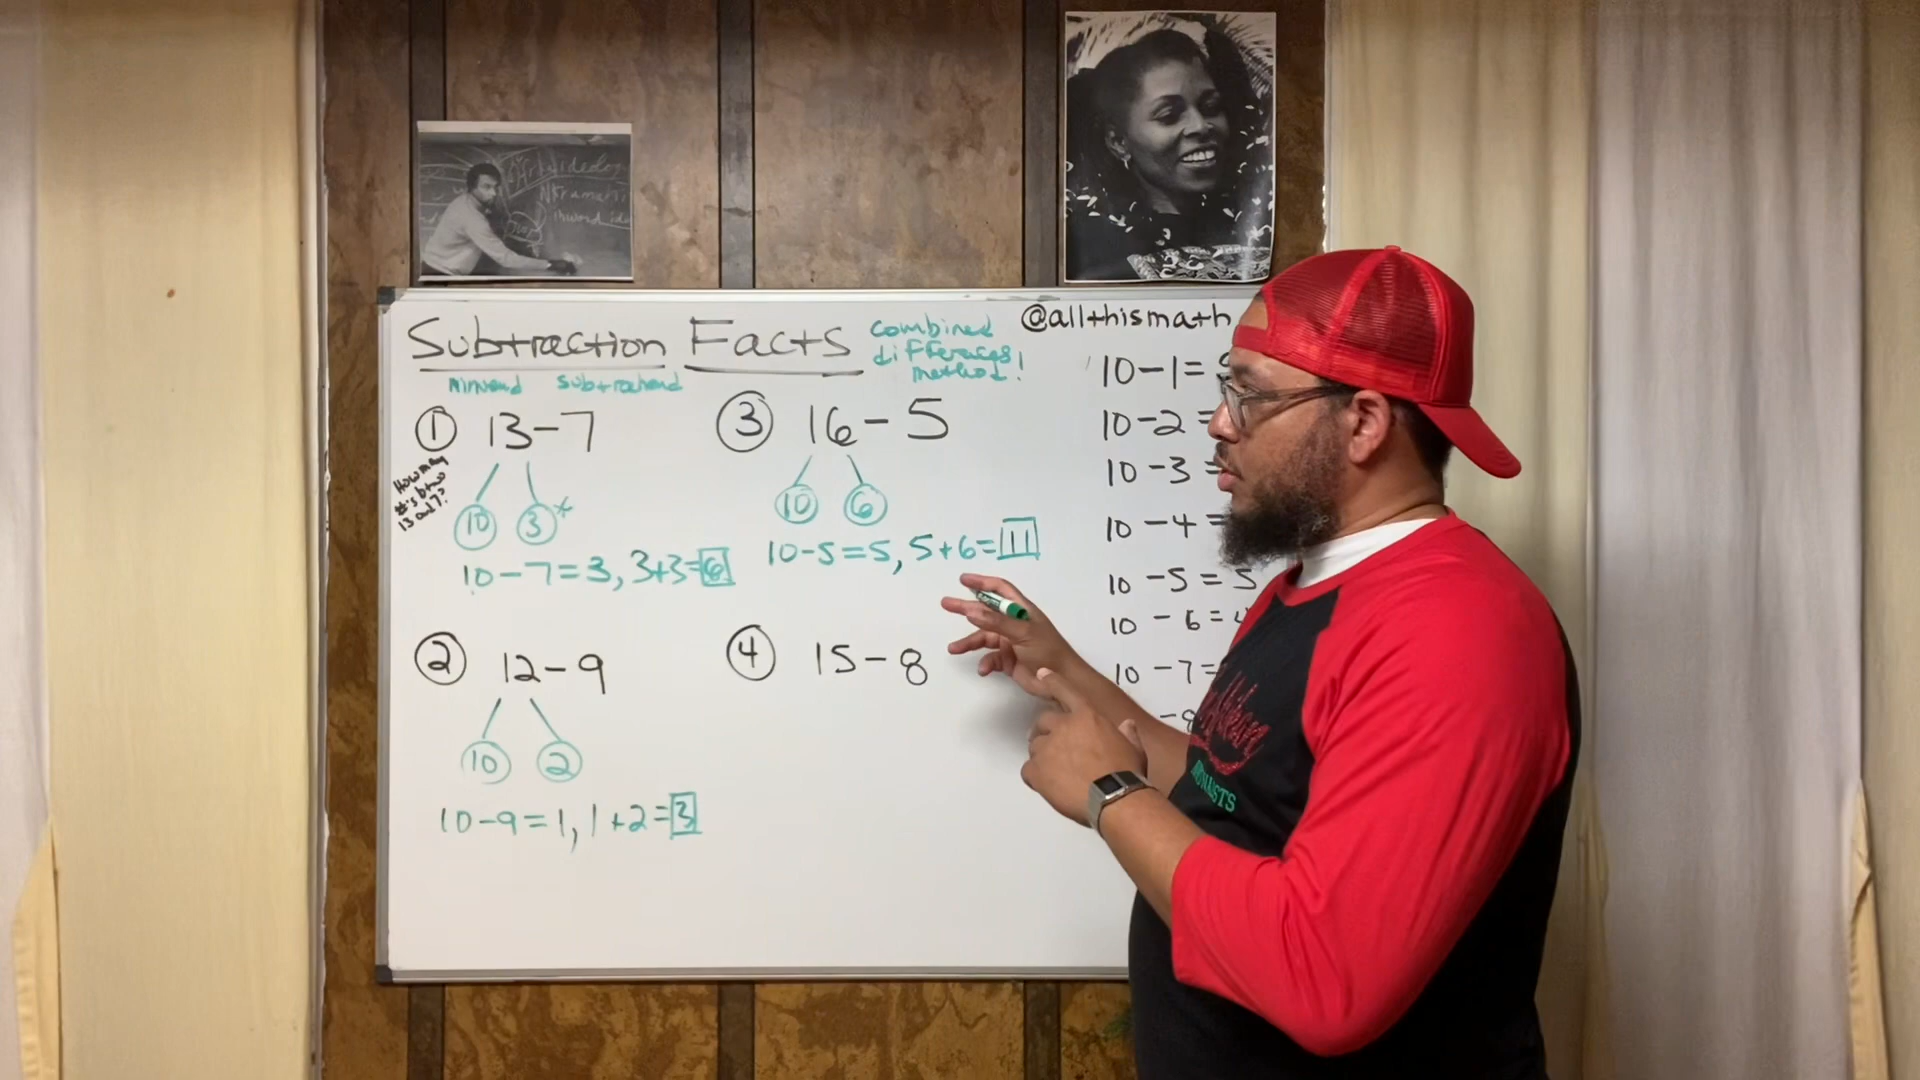 Subtraction Facts
combined
differences
method!
@allthismath
minuend subtrahend
① 13-7
How many
#'s btwn
13 and 7?
10 3*
10-7=3, 3+3=6
② 12-9
10 2
10-9=1, 1+2=3
③ 16-5
10 6
10-5=5, 5+6=11
④ 15-8
10-1=
10-2=
10-3=
10-4=
10-5=5
10-6=4
10-7=